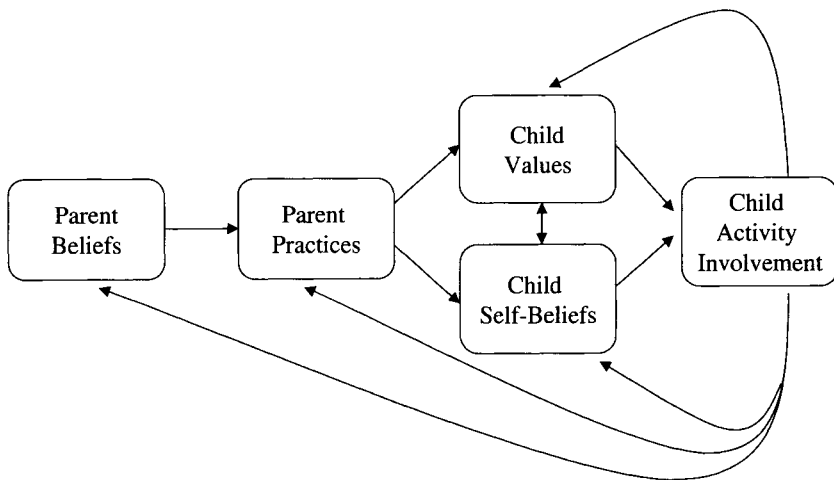 Parent
Beliefs
Parent
Practices
Child
Values
Child
Self-Beliefs
Child
Activity
Involvement